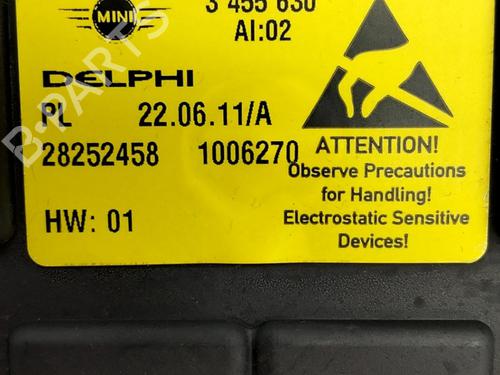 MINI
3 455 630
AI:02
DELPHI
PL 22.06.11/A
28252458 1006270
HW: 01
ATTENTION!
Observe Precautions
for Handling!
Electrostatic Sensitive
Devices!
B-PARTS